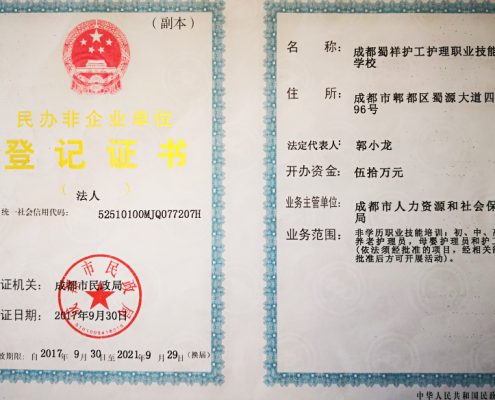 （副本）
民办非企业单位
登记证书
（法人）
统一社会信用代码： 52510100MJQ077207H
证机关： 成都市民政局
证日期： 2017年9月30日
效期限：自2017年9月30日至2021年9月29日(换届)
名称： 成都蜀祥护工护理职业技能
学校
住所： 成都市郫都区蜀源大道四
96号
法定代表人： 郭小龙
开办资金： 伍拾万元
业务主管单位： 成都市人力资源和社会保
局
业务范围： 非学历职业技能培训：初、中、高
养老护理员，母婴护理员和护工
(依法须经批准的项目，经相关部
批准后方可开展活动)。
中华人民共和国民政